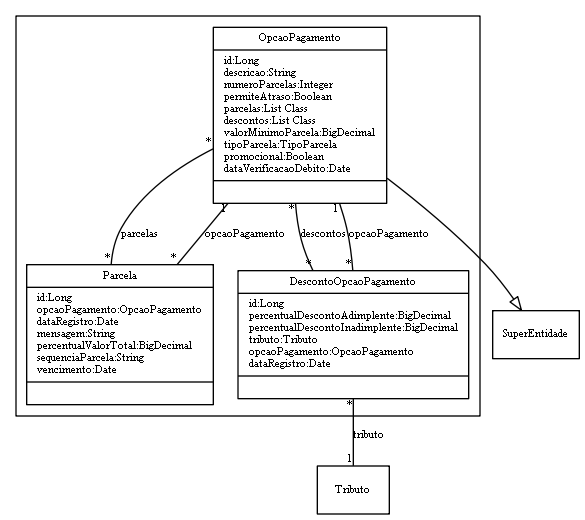 OpcaoPagamento
id:Long
descricao:String
numeroParcelas:Integer
permiteAtraso:Boolean
parcelas:List Class
descontos:List Class
valorMinimoParcela:BigDecimal
tipoParcela:TipoParcela
promocional:Boolean
dataVerificacaoDebito:Date
*
1
*
1
parcelas
opcaoPagamento
descontos
opcaoPagamento
*
*
*
*
Parcela
id:Long
opcaoPagamento:OpcaoPagamento
dataRegistro:Date
mensagem:String
percentualValorTotal:BigDecimal
sequenciaParcela:String
vencimento:Date
DescontoOpcaoPagamento
id:Long
percentualDescontoAdimplente:BigDecimal
percentualDescontoInadimplente:BigDecimal
tributo:Tributo
opcaoPagamento:OpcaoPagamento
dataRegistro:Date
SuperEntidade
*
tributo
1
Tributo